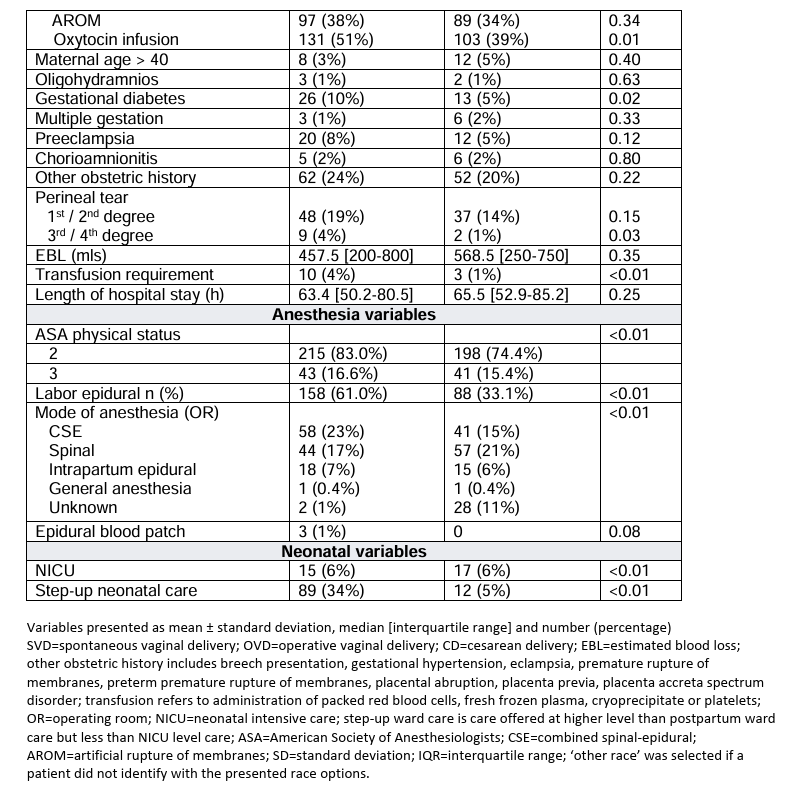 AROM 97 (38%) 89 (34%) 0.34
Oxytocin infusion 131 (51%) 103 (39%) 0.01
Maternal age > 40 8 (3%) 12 (5%) 0.40
Oligohydramnios 3 (1%) 2 (1%) 0.63
Gestational diabetes 26 (10%) 13 (5%) 0.02
Multiple gestation 3 (1%) 6 (2%) 0.33
Preeclampsia 20 (8%) 12 (5%) 0.12
Chorioamnionitis 5 (2%) 6 (2%) 0.80
Other obstetric history 62 (24%) 52 (20%) 0.22
Perineal tear
1st / 2nd degree 48 (19%) 37 (14%) 0.15
3rd / 4th degree 9 (4%) 2 (1%) 0.03
EBL (mls) 457.5 [200-800] 568.5 [250-750] 0.35
Transfusion requirement 10 (4%) 3 (1%) <0.01
Length of hospital stay (h) 63.4 [50.2-80.5] 65.5 [52.9-85.2] 0.25
Anesthesia variables
ASA physical status <0.01
2 215 (83.0%) 198 (74.4%)
3 43 (16.6%) 41 (15.4%)
Labor epidural n (%) 158 (61.0%) 88 (33.1%) <0.01
Mode of anesthesia (OR) <0.01
CSE 58 (23%) 41 (15%)
Spinal 44 (17%) 57 (21%)
Intrapartum epidural 18 (7%) 15 (6%)
General anesthesia 1 (0.4%) 1 (0.4%)
Unknown 2 (1%) 28 (11%)
Epidural blood patch 3 (1%) 0 0.08
Neonatal variables
NICU 15 (6%) 17 (6%) <0.01
Step-up neonatal care 89 (34%) 12 (5%) <0.01
Variables presented as mean ± standard deviation, median [interquartile range] and number (percentage)
SVD=spontaneous vaginal delivery; OVD=operative vaginal delivery; CD=cesarean delivery; EBL=estimated blood loss;
other obstetric history includes breech presentation, gestational hypertension, eclampsia, premature rupture of
membranes, preterm premature rupture of membranes, placental abruption, placenta previa, placenta accreta spectrum
disorder; transfusion refers to administration of packed red blood cells, fresh frozen plasma, cryoprecipitate or platelets;
OR=operating room; NICU=neonatal intensive care; step-up ward care is care offered at higher level than postpartum ward
care but less than NICU level care; ASA=American Society of Anesthesiologists; CSE=combined spinal-epidural;
AROM=artificial rupture of membranes; SD=standard deviation; IQR=interquartile range; ‘other race’ was selected if a
patient did not identify with the presented race options.